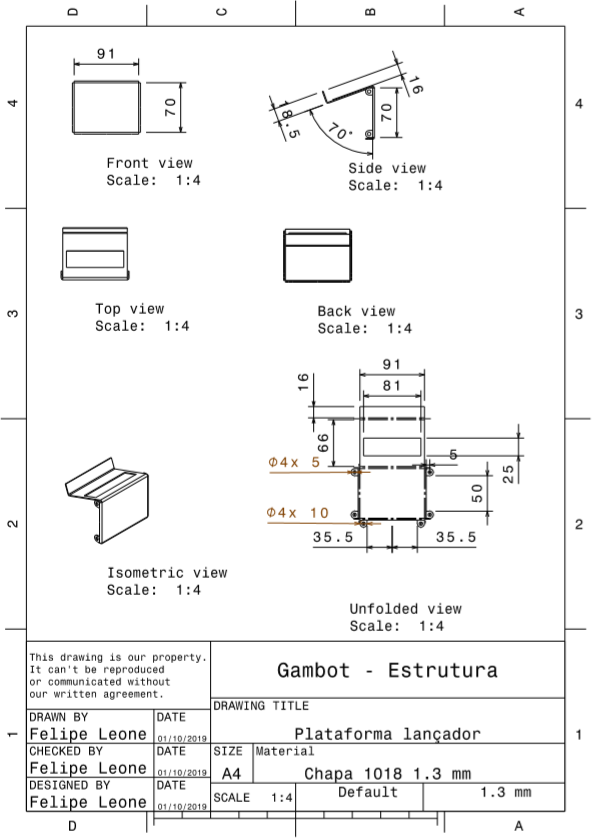 D C B A
91
70
Front view
Scale: 1:4
16
18.5
70°
70
Side view
Scale: 1:4
4 4
Top view
Scale: 1:4
Back view
Scale: 1:4
3 3
91
81
16
66
5
25
Φ4x 5
50
Φ4x 10
35.5 35.5
Unfolded view
Scale: 1:4
Isometric view
Scale: 1:4
2 2
This drawing is our property.
It can't be reproduced
or communicated without
our written agreement.
Gambot - Estrutura
DRAWING TITLE
Plataforma lançador
DRAWN BY DATE
Felipe Leone 01/10/2019
CHECKED BY DATE
Felipe Leone 01/10/2019
DESIGNED BY DATE
Felipe Leone 01/10/2019
SIZE Material
A4 Chapa 1018 1.3 mm
SCALE 1:4 Default 1.3 mm
1 1
D A